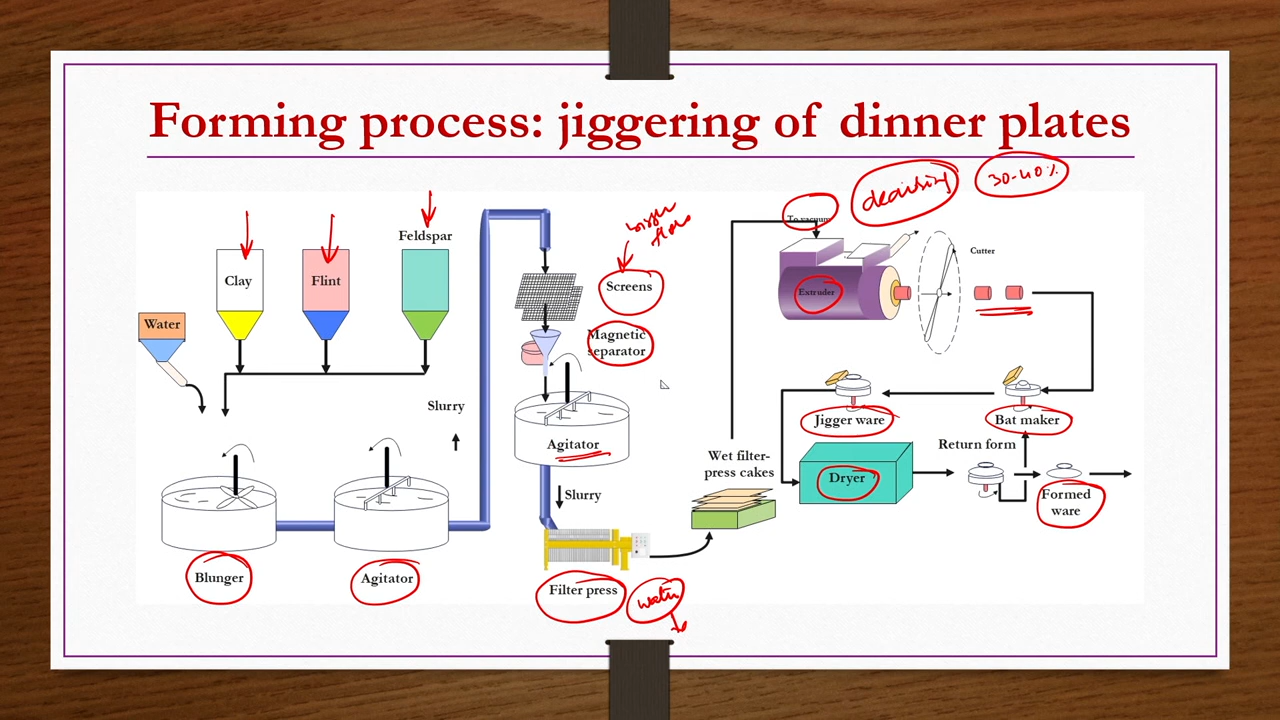 Forming process: jiggering of dinner plates
30-40%
deairing
To vacuum
Feldspar
Clay
Flint
Water
Screens
Magnetic
separator
Slurry
Agitator
Slurry
Blunger
Agitator
Filter press
water
Wet filter-
press cakes
Extruder
Cutter
Jigger ware
Bat maker
Return form
Dryer
Formed
ware